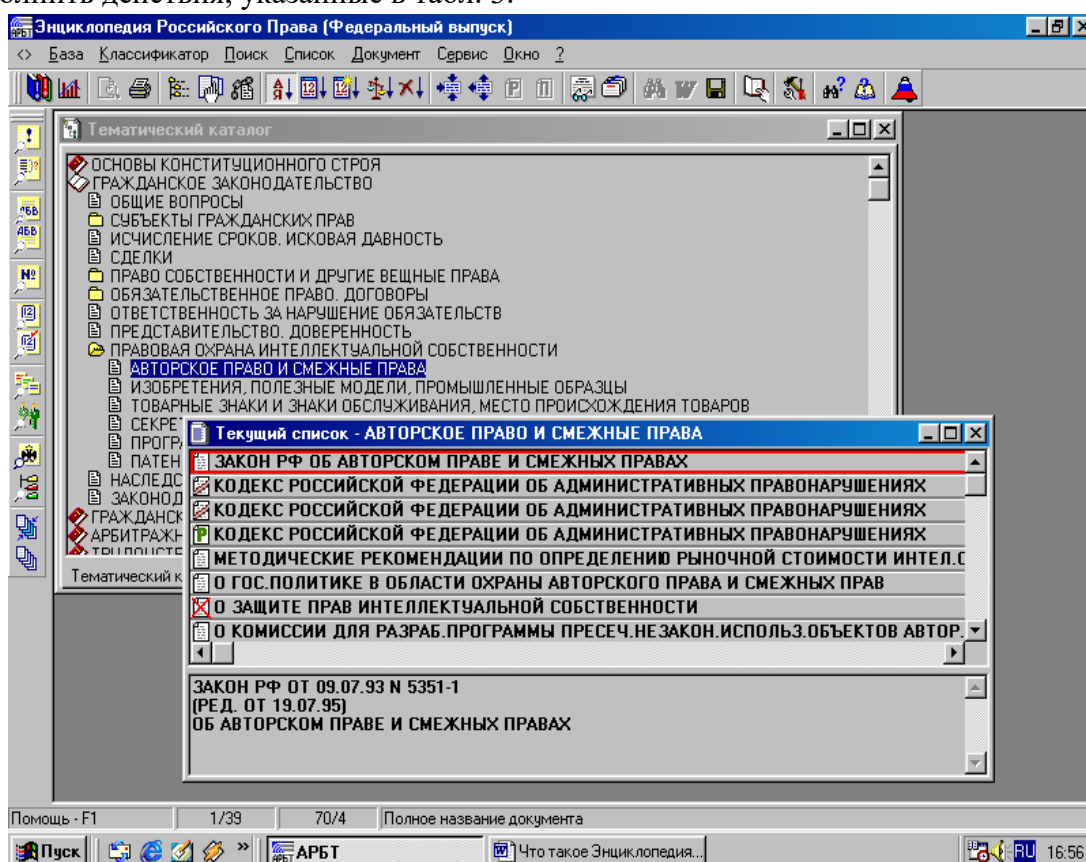 полнить действия, указанные в табл. 3.
Энциклопедия Российского Права (Федеральный выпуск)
База Классификатор Поиск Список Документ Сервис Окно ?
Тематический каталог
ОСНОВЫ КОНСТИТУЦИОННОГО СТРОЯ
ГРАЖДАНСКОЕ ЗАКОНОДАТЕЛЬСТВО
ОБЩИЕ ВОПРОСЫ
СУБЪЕКТЫ ГРАЖДАНСКИХ ПРАВ
ИСЧИСЛЕНИЕ СРОКОВ. ИСКОВАЯ ДАВНОСТЬ
СДЕЛКИ
ПРАВО СОБСТВЕННОСТИ И ДРУГИЕ ВЕЩНЫЕ ПРАВА
ОБЯЗАТЕЛЬСТВЕННОЕ ПРАВО. ДОГОВОРЫ
ОТВЕТСТВЕННОСТЬ ЗА НАРУШЕНИЕ ОБЯЗАТЕЛЬСТВ
ПРЕДСТАВИТЕЛЬСТВО. ДОВЕРЕННОСТЬ
ПРАВОВАЯ ОХРАНА ИНТЕЛЛЕКТУАЛЬНОЙ СОБСТВЕННОСТИ
АВТОРСКОЕ ПРАВО И СМЕЖНЫЕ ПРАВА
ИЗОБРЕТЕНИЯ, ПОЛЕЗНЫЕ МОДЕЛИ, ПРОМЫШЛЕННЫЕ ОБРАЗЦЫ
ТОВАРНЫЕ ЗНАКИ И ЗНАКИ ОБСЛУЖИВАНИЯ, МЕСТО ПРОИСХОЖДЕНИЯ ТОВАРОВ
СЕКРЕТ
ПРОГР
ПАТЕН
НАСЛЕДС
ЗАКОНОД
ГРАЖДАНСК
АРБИТРАЖН
Тематический к
Текущий список - АВТОРСКОЕ ПРАВО И СМЕЖНЫЕ ПРАВА
ЗАКОН РФ ОБ АВТОРСКОМ ПРАВЕ И СМЕЖНЫХ ПРАВАХ
КОДЕКС РОССИЙСКОЙ ФЕДЕРАЦИИ ОБ АДМИНИСТРАТИВНЫХ ПРАВОНАРУШЕНИЯХ
КОДЕКС РОССИЙСКОЙ ФЕДЕРАЦИИ ОБ АДМИНИСТРАТИВНЫХ ПРАВОНАРУШЕНИЯХ
КОДЕКС РОССИЙСКОЙ ФЕДЕРАЦИИ ОБ АДМИНИСТРАТИВНЫХ ПРАВОНАРУШЕНИЯХ
МЕТОДИЧЕСКИЕ РЕКОМЕНДАЦИИ ПО ОПРЕДЕЛЕНИЮ РЫНОЧНОЙ СТОИМОСТИ ИНТЕЛ.С
О ГОС.ПОЛИТИКЕ В ОБЛАСТИ ОХРАНЫ АВТОРСКОГО ПРАВА И СМЕЖНЫХ ПРАВ
О ЗАЩИТЕ ПРАВ ИНТЕЛЛЕКТУАЛЬНОЙ СОБСТВЕННОСТИ
О КОМИССИИ ДЛЯ РАЗРАБ.ПРОГРАММЫ ПРЕСЕЧ.НЕЗАКОН.ИСПОЛЬЗ.ОБЪЕКТОВ АВТОР.
ЗАКОН РФ ОТ 09.07.93 N 5351-1
(РЕД. ОТ 19.07.95)
ОБ АВТОРСКОМ ПРАВЕ И СМЕЖНЫХ ПРАВАХ
Помощь - F1 1/39 70/4 Полное название документа
Пуск » АРБТ Что такое Энциклопедия... RU 16:56